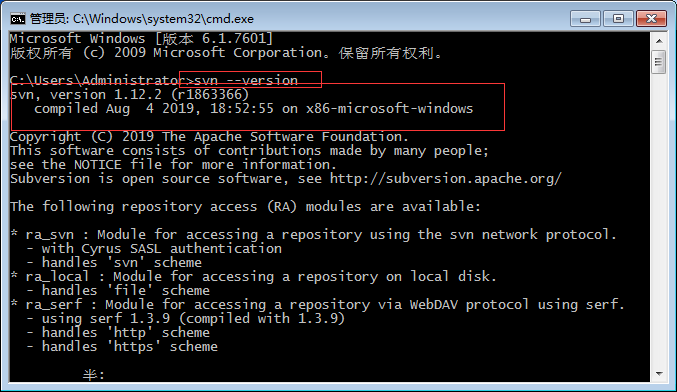 管理员: C:\Windows\system32\cmd.exe
Microsoft Windows [版本 6.1.7601]
版权所有 (c) 2009 Microsoft Corporation。保留所有权利。
C:\Users\Administrator>svn --version
svn, version 1.12.2 (r1863366)
   compiled Aug  4 2019, 18:52:55 on x86-microsoft-windows
Copyright (C) 2019 The Apache Software Foundation.
This software consists of contributions made by many people;
see the NOTICE file for more information.
Subversion is open source software, see http://subversion.apache.org/
The following repository access (RA) modules are available:
* ra_svn : Module for accessing a repository using the svn network protocol.
  - with Cyrus SASL authentication
  - handles 'svn' scheme
* ra_local : Module for accessing a repository on local disk.
  - handles 'file' scheme
* ra_serf : Module for accessing a repository via WebDAV protocol using serf.
  - using serf 1.3.9 (compiled with 1.3.9)
  - handles 'http' scheme
  - handles 'https' scheme
半: